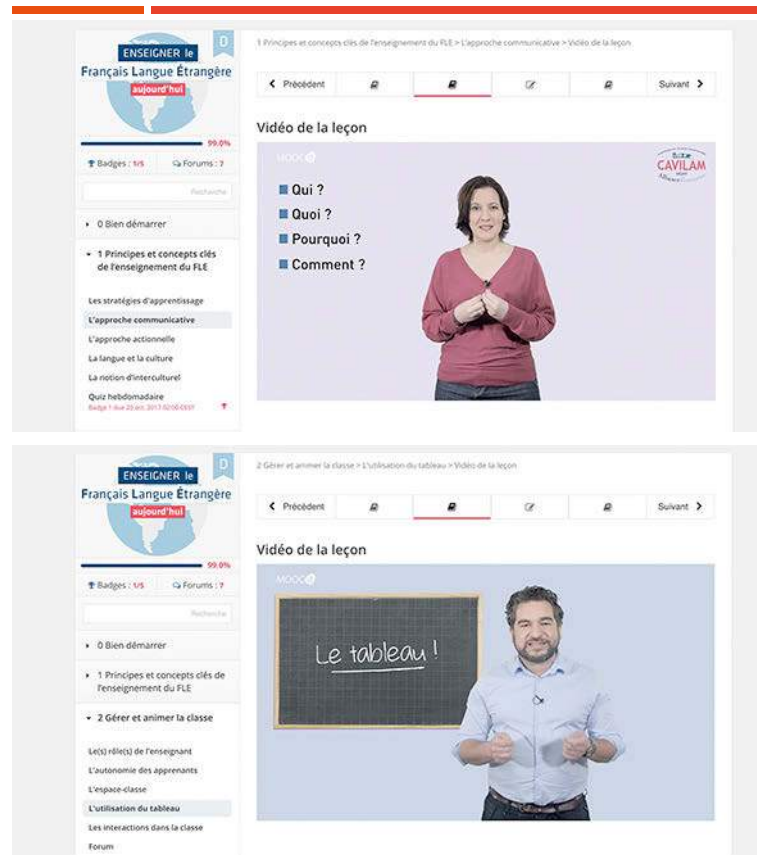 D
ENSEIGNER le
Français Langue Étrangère
aujourd'hui
99.0%
Badges : 1/5
Forums : 7
Recherche
0 Bien démarrer
1 Principes et concepts clés
de l'enseignement du FLE
Les stratégies d'apprentissage
L'approche communicative
L'approche actionnelle
La langue et la culture
La notion d'interculturel
Quiz hebdomadaire
1 Principes et concepts clés de l'enseignement du FLE > L'approche communicative > Vidéo de la leçon
Précédent
Suivant
Vidéo de la leçon
MOOC
Qui ?
Quoi ?
Pourquoi ?
Comment ?
CAVILAM
D
ENSEIGNER le
Français Langue Étrangère
aujourd'hui
99.0%
Badges : 1/5
Forums : 7
Recherche
0 Bien démarrer
1 Principes et concepts clés de
l'enseignement du FLE
2 Gérer et animer la classe
Le(s) rôle(s) de l'enseignant
L'autonomie des apprenants
L'espace-classe
L'utilisation du tableau
Les interactions dans la classe
Forum
2 Gérer et animer la classe > L'utilisation du tableau > Vidéo de la leçon
Précédent
Suivant
Vidéo de la leçon
MOOC
Le tableau !